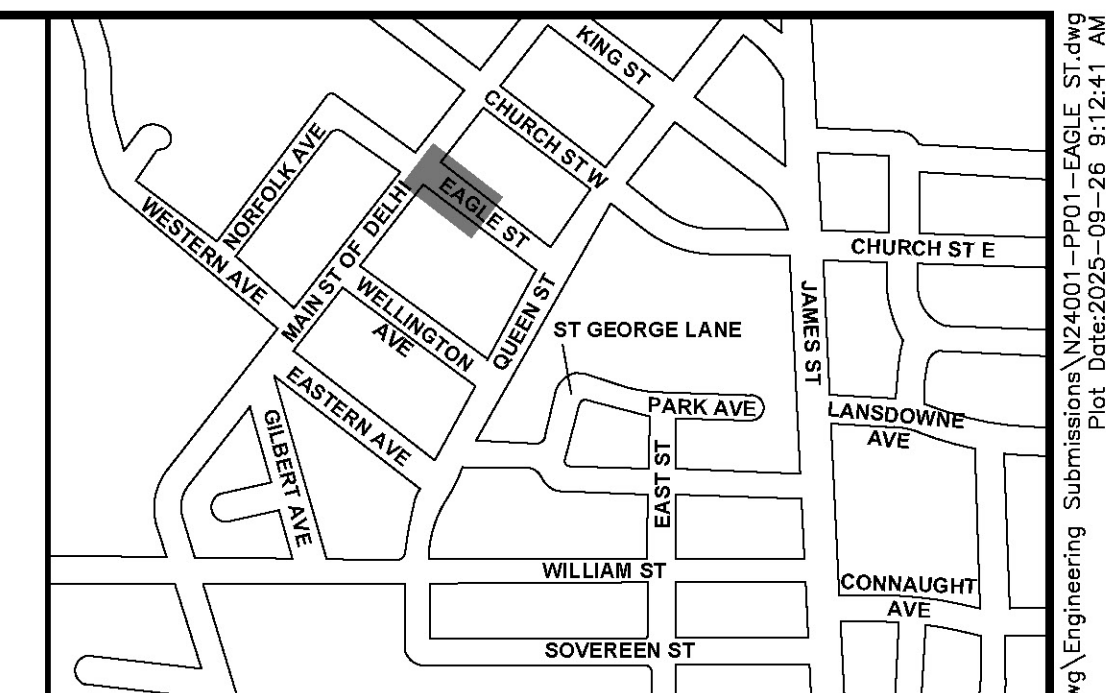 KING ST
CHURCH ST W
NORFOLK AVE
EAGLE ST
WESTERN AVE
MAIN ST OF DELHI
CHURCH ST E
WELLINGTON
AVE
QUEEN ST
JAMES ST
ST GEORGE LANE
EASTERN AVE
PARK AVE
LANSDOWNE
AVE
GILBERT AVE
EAST ST
WILLIAM ST
CONNAUGHT
AVE
SOVEREEN ST
wg\Engineering Submissions\N24001-PP01-EAGLE ST.dwg
Plot Date:2025-09-26 9:12:41 AM